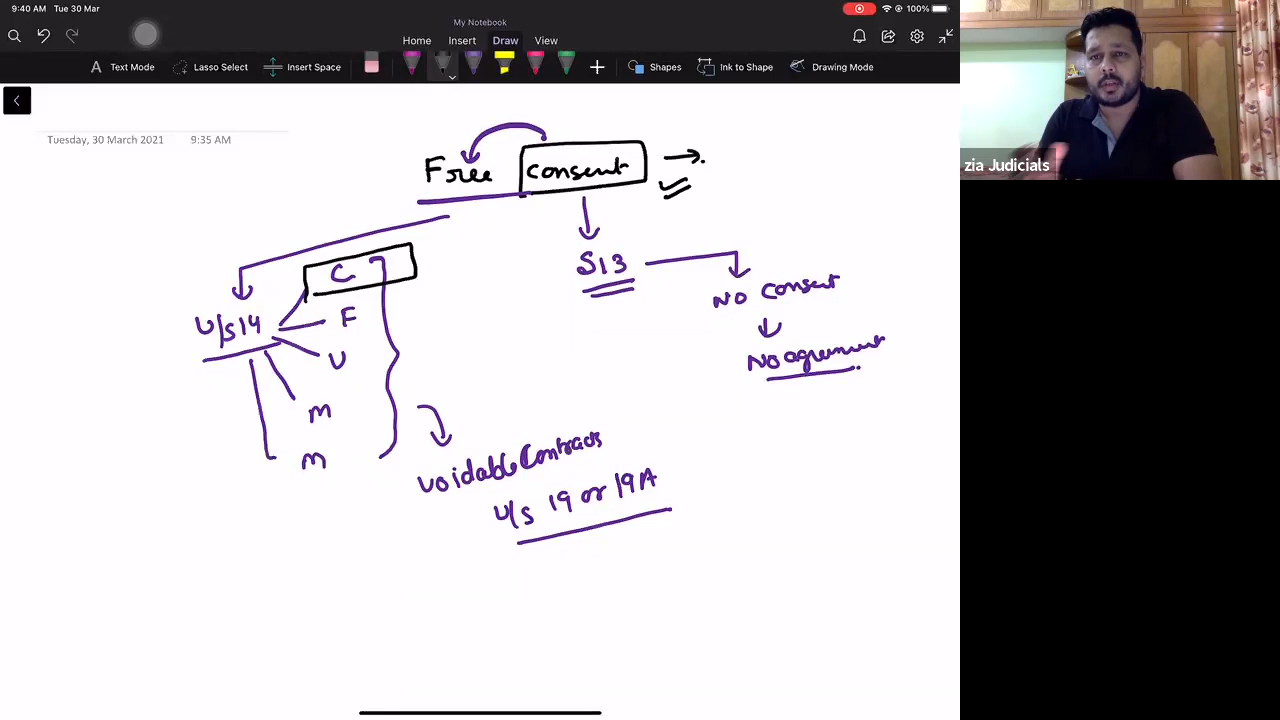 9:40 AM Tue 30 Mar
100%
My Notebook
Home Insert Draw View
Text Mode Lasso Select Insert Space Shapes Ink to Shape Drawing Mode
Tuesday, 30 March 2021 9:35 AM
zia Judicials
Free consent
S13
No Consent
No agreement
U/S 14
C
F
U
m
m
Voidable Contracts
U/S 19 or 19A